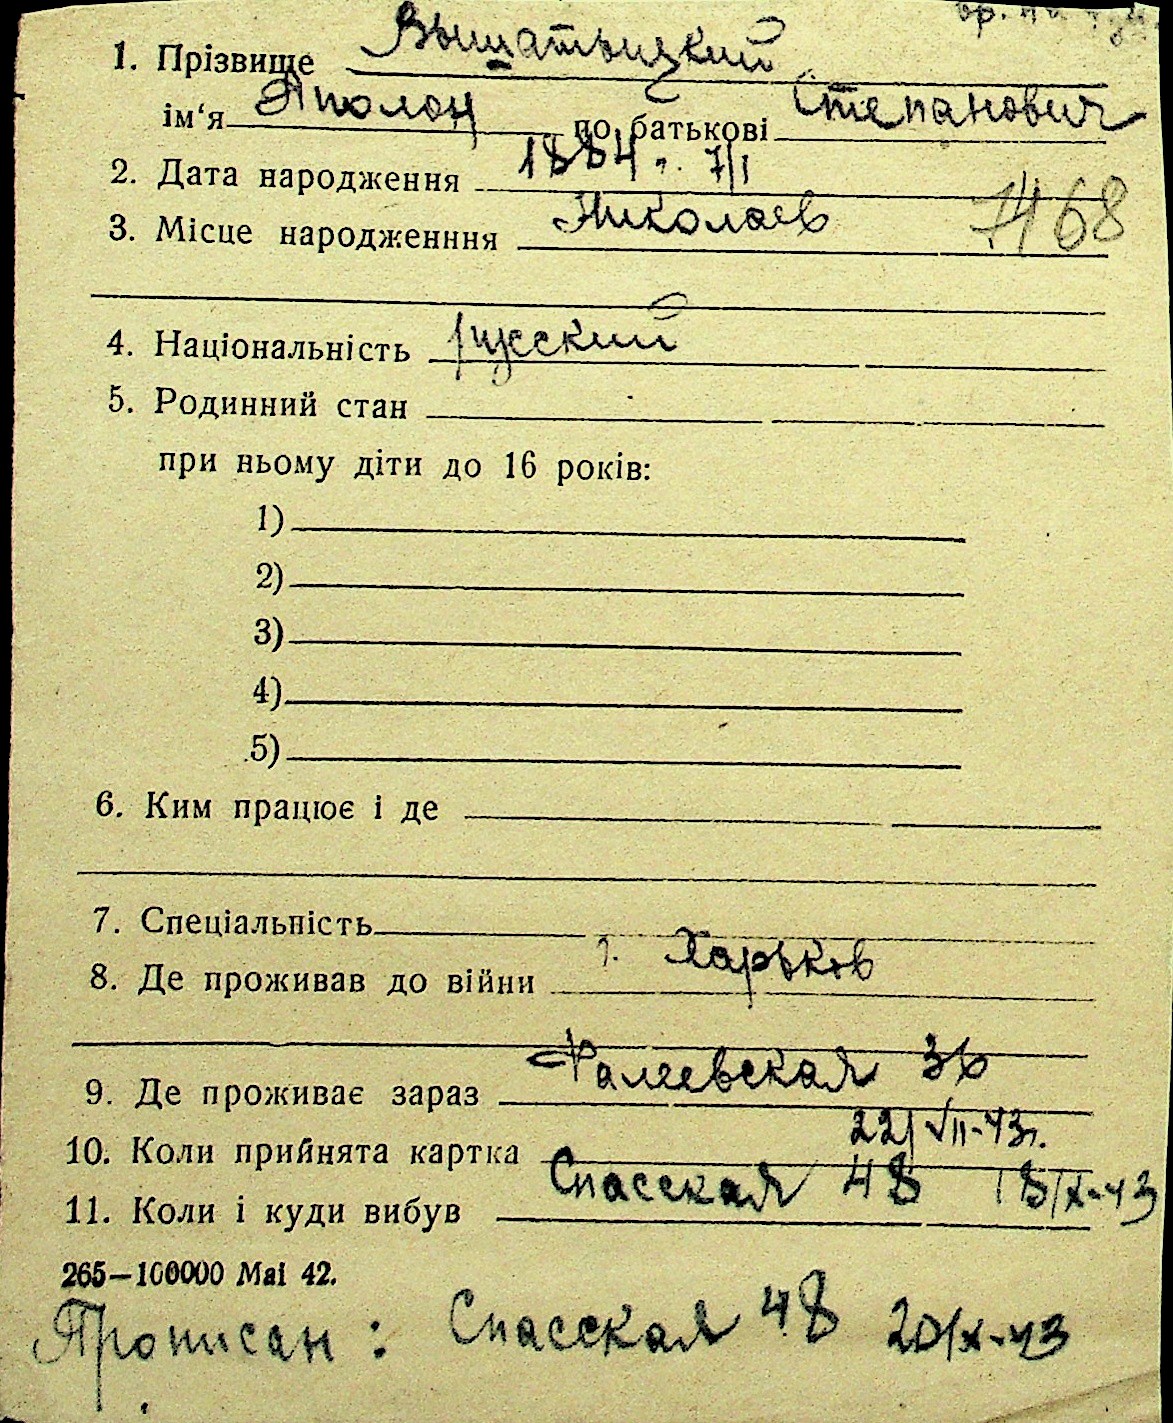 1. Прізвище Вышатыцкий
ім‘я Аполон по батькові Степанович
2. Дата народження 1884 г. 7/I
3. Місце народженння Николаев 7468
4. Національність русский
5. Родинний стан
при ньому діти до 16 років:
1)
2)
3)
4)
5)
6. Ким працює і де
7. Спеціальність
8. Де проживав до війни г. Харьков
9. Де проживає зараз Фалеевская 36
10. Коли прийнята картка 22/VII-43г.
11. Коли і куди вибув Спасская 48 18/X-43
265—100000 Mai 42.
Прописан: Спасская 48 20/X-43